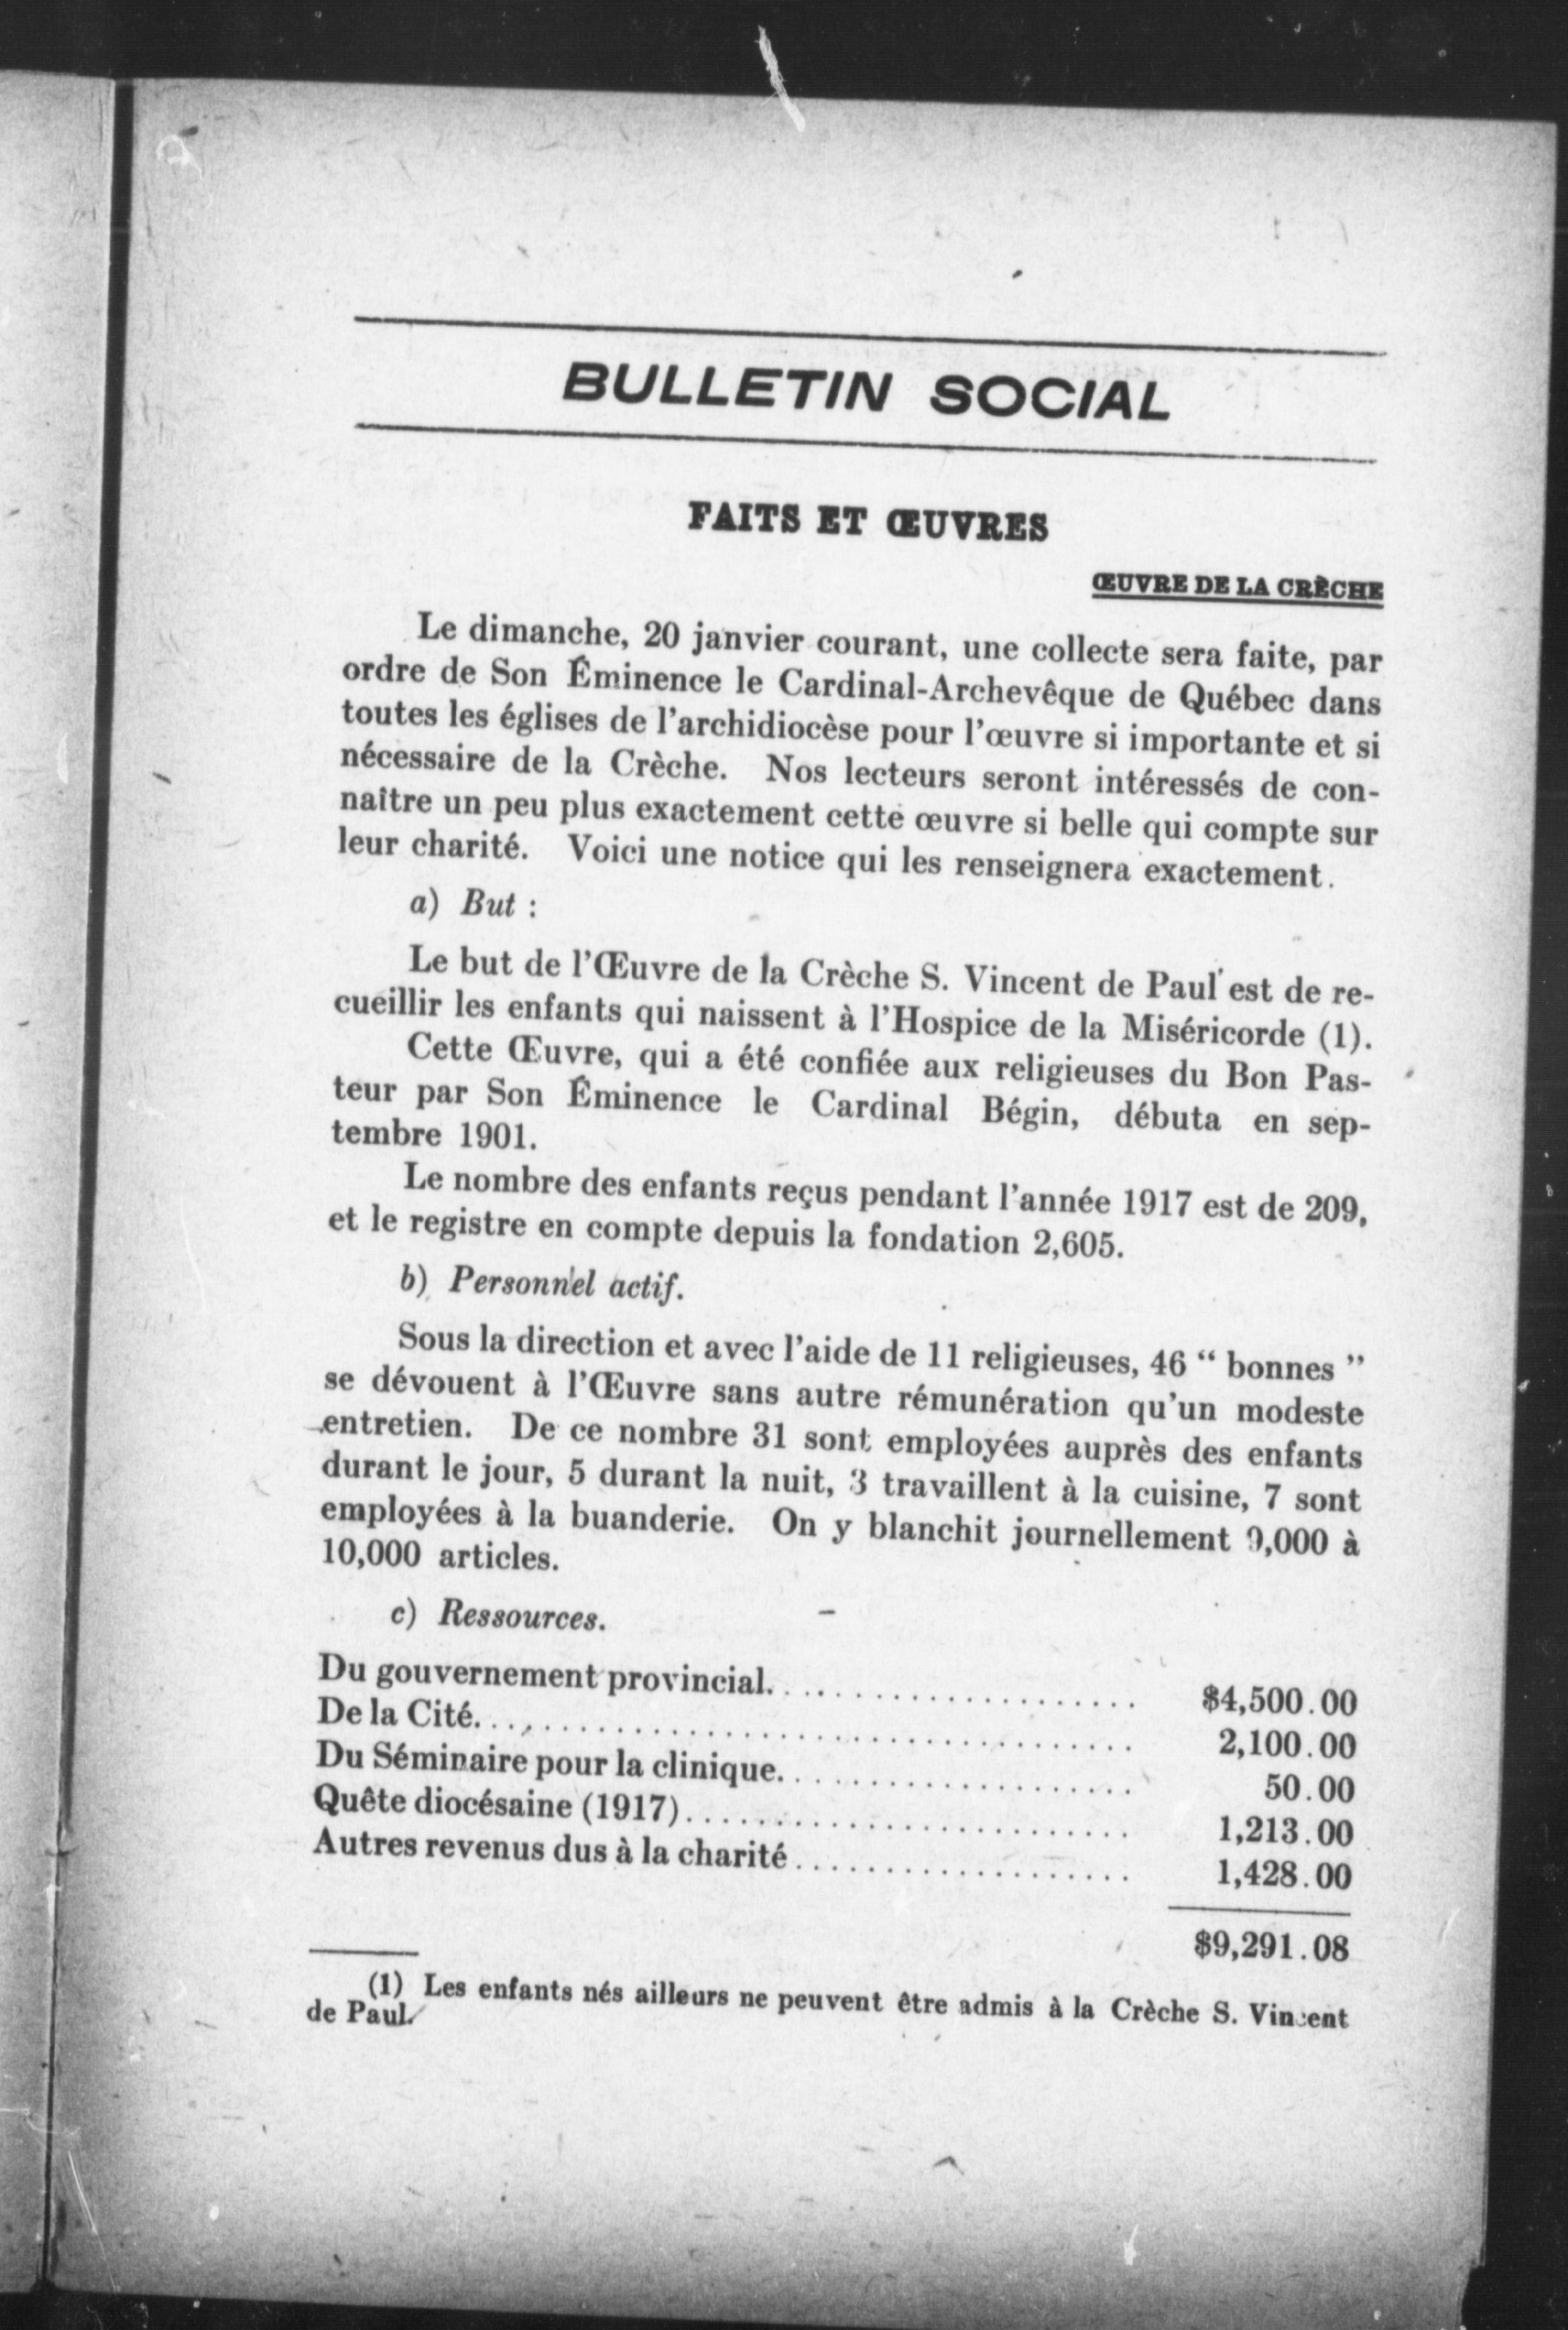 BULLETIN SOCIAL
FAITS ET ŒUVRES
ŒUVRE DE LA CRÈCHE
Le dimanche, 20 janvier courant, une collecte sera faite, par
ordre de Son Éminence le Cardinal-Archevêque de Québec dans
toutes les églises de l'archidiocèse pour l'œuvre si importante et si
nécessaire de la Crèche. Nos lecteurs seront intéressés de con-
naître un peu plus exactement cette œuvre si belle qui compte sur
leur charité. Voici une notice qui les renseignera exactement.
a) But :
Le but de l'Œuvre de la Crèche S. Vincent de Paul est de re-
cueillir les enfants qui naissent à l'Hospice de la Miséricorde (1).
Cette Œuvre, qui a été confiée aux religieuses du Bon Pas-
teur par Son Éminence le Cardinal Bégin, débuta en sep-
tembre 1901.
Le nombre des enfants reçus pendant l'année 1917 est de 209,
et le registre en compte depuis la fondation 2,605.
b) Personnel actif.
Sous la direction et avec l'aide de 11 religieuses, 46 “ bonnes ”
se dévouent à l'Œuvre sans autre rémunération qu'un modeste
entretien. De ce nombre 31 sont employées auprès des enfants
durant le jour, 5 durant la nuit, 3 travaillent à la cuisine, 7 sont
employées à la buanderie. On y blanchit journellement 9,000 à
10,000 articles.
c) Ressources.
Du gouvernement provincial........................ $4,500.00
De la Cité........................................ 2,100.00
Du Séminaire pour la clinique..................... 50.00
Quête diocésaine (1917)........................... 1,213.00
Autres revenus dus à la charité................... 1,428.00
$9,291.08
(1) Les enfants nés ailleurs ne peuvent être admis à la Crèche S. Vincent
de Paul.